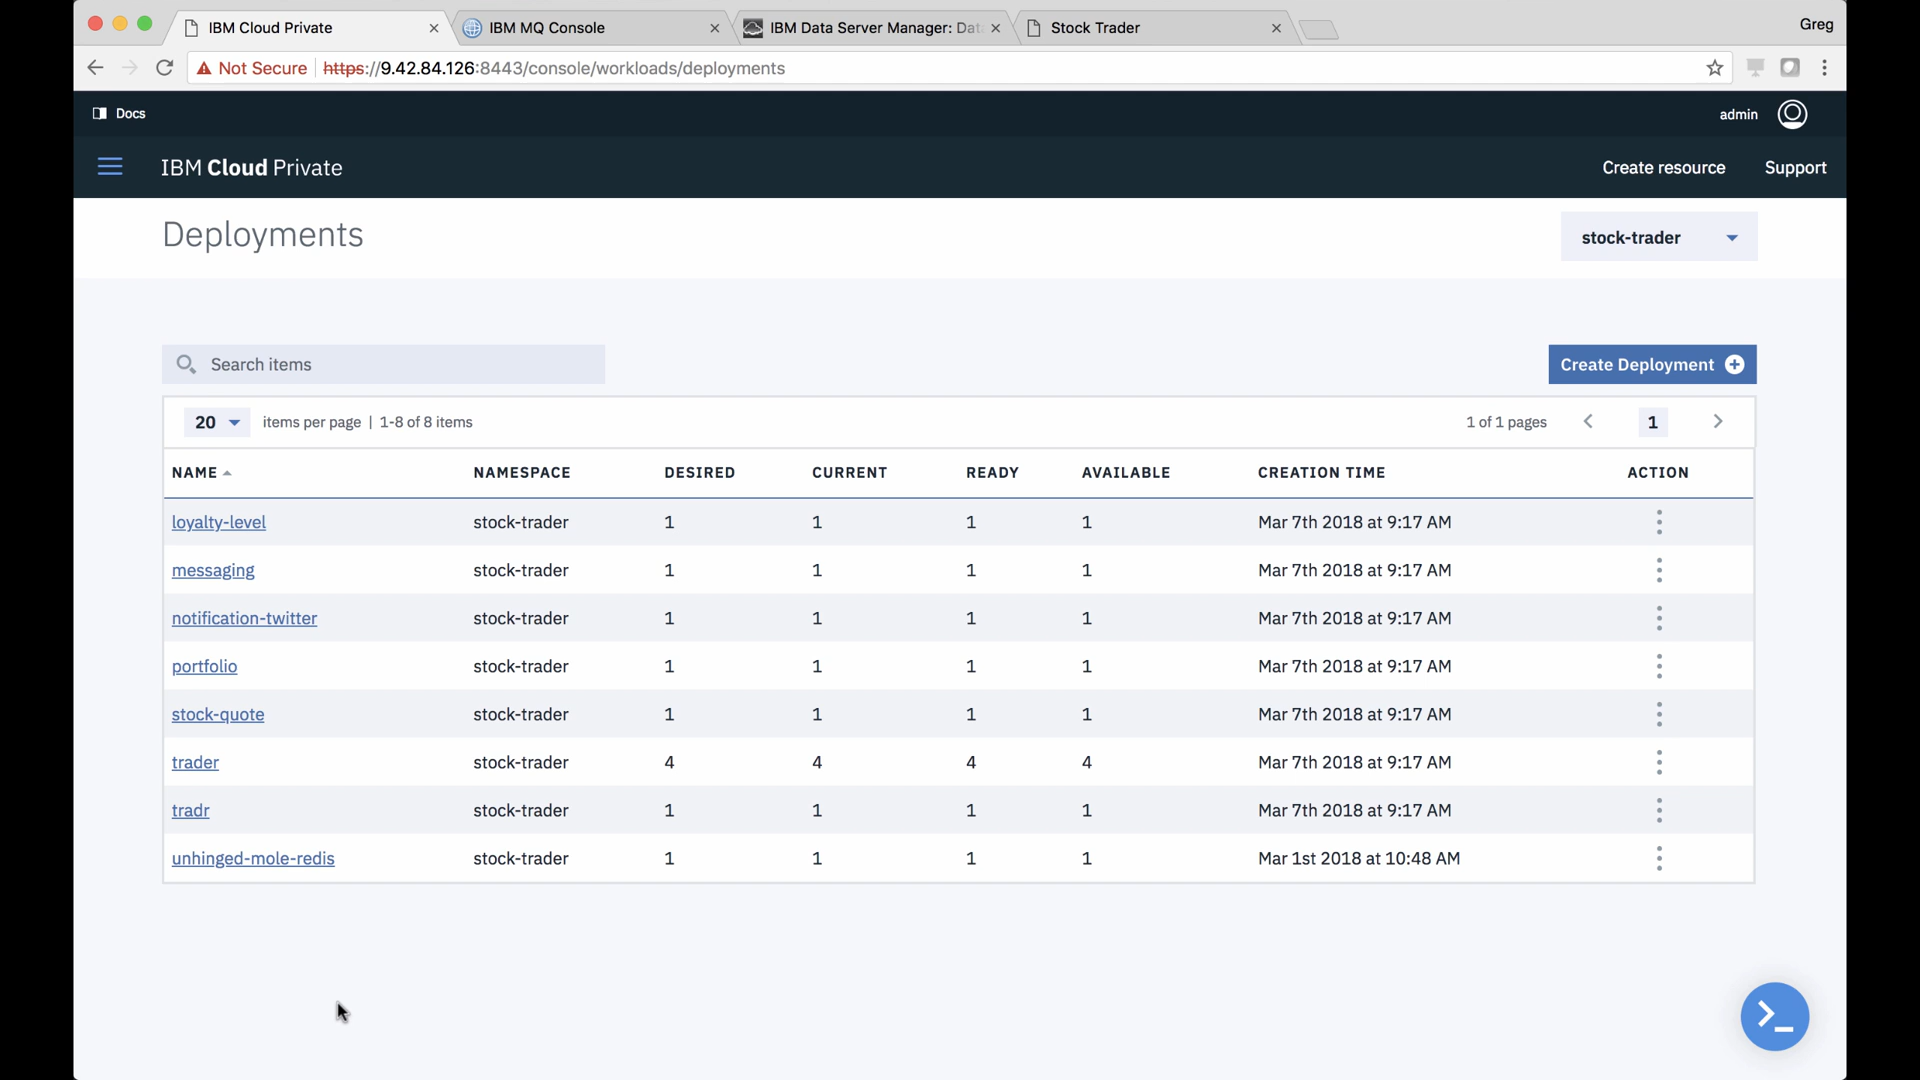 IBM Cloud Private
IBM MQ Console
IBM Data Server Manager: Dat
Stock Trader
Greg
Not Secure https://9.42.84.126:8443/console/workloads/deployments
Docs
admin
IBM Cloud Private
Create resource
Support
Deployments
stock-trader
Search items
Create Deployment
20 items per page | 1-8 of 8 items
1 of 1 pages
1
NAME NAMESPACE DESIRED CURRENT READY AVAILABLE CREATION TIME ACTION
loyalty-level stock-trader 1 1 1 1 Mar 7th 2018 at 9:17 AM
messaging stock-trader 1 1 1 1 Mar 7th 2018 at 9:17 AM
notification-twitter stock-trader 1 1 1 1 Mar 7th 2018 at 9:17 AM
portfolio stock-trader 1 1 1 1 Mar 7th 2018 at 9:17 AM
stock-quote stock-trader 1 1 1 1 Mar 7th 2018 at 9:17 AM
trader stock-trader 4 4 4 4 Mar 7th 2018 at 9:17 AM
tradr stock-trader 1 1 1 1 Mar 7th 2018 at 9:17 AM
unhinged-mole-redis stock-trader 1 1 1 1 Mar 1st 2018 at 10:48 AM